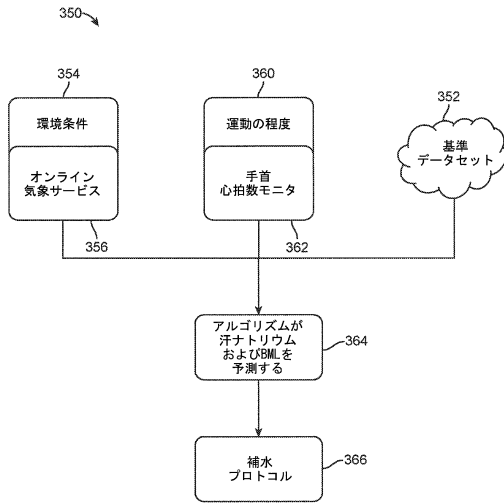 350
354
環境条件
オンライン
気象サービス
356
360
運動の程度
手首
心拍数モニタ
362
352
基準
データセット
アルゴリズムが
汗ナトリウム
およびBMLを
予測する
364
補水
プロトコル
366